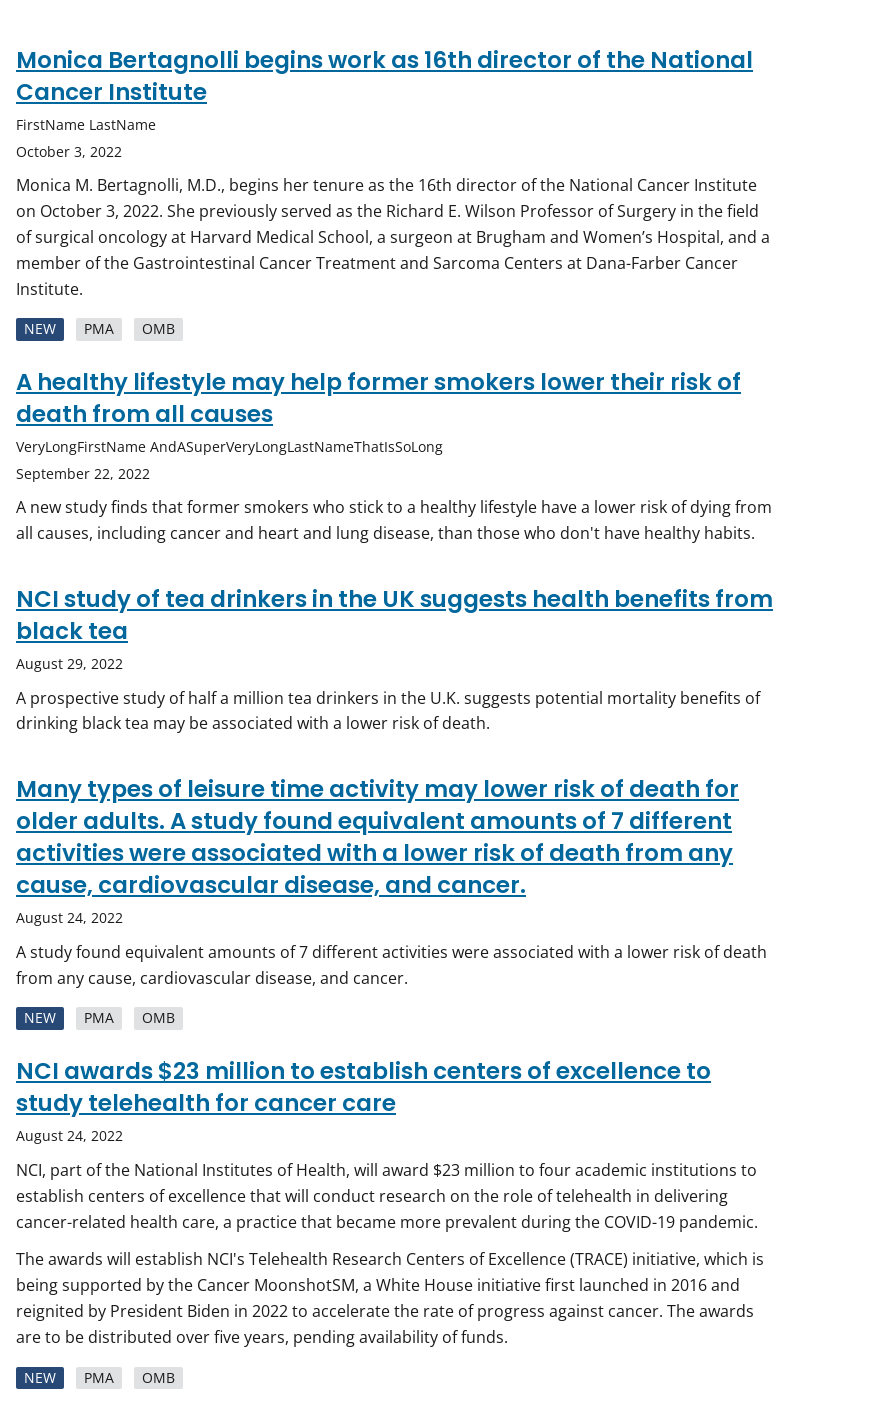 Monica Bertagnolli begins work as 16th director of the National
Cancer Institute
FirstName LastName
October 3, 2022
Monica M. Bertagnolli, M.D., begins her tenure as the 16th director of the National Cancer Institute
on October 3, 2022. She previously served as the Richard E. Wilson Professor of Surgery in the field
of surgical oncology at Harvard Medical School, a surgeon at Brugham and Women’s Hospital, and a
member of the Gastrointestinal Cancer Treatment and Sarcoma Centers at Dana-Farber Cancer
Institute.
NEW PMA OMB
A healthy lifestyle may help former smokers lower their risk of
death from all causes
VeryLongFirstName AndASuperVeryLongLastNameThatIsSoLong
September 22, 2022
A new study finds that former smokers who stick to a healthy lifestyle have a lower risk of dying from
all causes, including cancer and heart and lung disease, than those who don't have healthy habits.
NCI study of tea drinkers in the UK suggests health benefits from
black tea
August 29, 2022
A prospective study of half a million tea drinkers in the U.K. suggests potential mortality benefits of
drinking black tea may be associated with a lower risk of death.
Many types of leisure time activity may lower risk of death for
older adults. A study found equivalent amounts of 7 different
activities were associated with a lower risk of death from any
cause, cardiovascular disease, and cancer.
August 24, 2022
A study found equivalent amounts of 7 different activities were associated with a lower risk of death
from any cause, cardiovascular disease, and cancer.
NEW PMA OMB
NCI awards $23 million to establish centers of excellence to
study telehealth for cancer care
August 24, 2022
NCI, part of the National Institutes of Health, will award $23 million to four academic institutions to
establish centers of excellence that will conduct research on the role of telehealth in delivering
cancer-related health care, a practice that became more prevalent during the COVID-19 pandemic.
The awards will establish NCI's Telehealth Research Centers of Excellence (TRACE) initiative, which is
being supported by the Cancer MoonshotSM, a White House initiative first launched in 2016 and
reignited by President Biden in 2022 to accelerate the rate of progress against cancer. The awards
are to be distributed over five years, pending availability of funds.
NEW PMA OMB